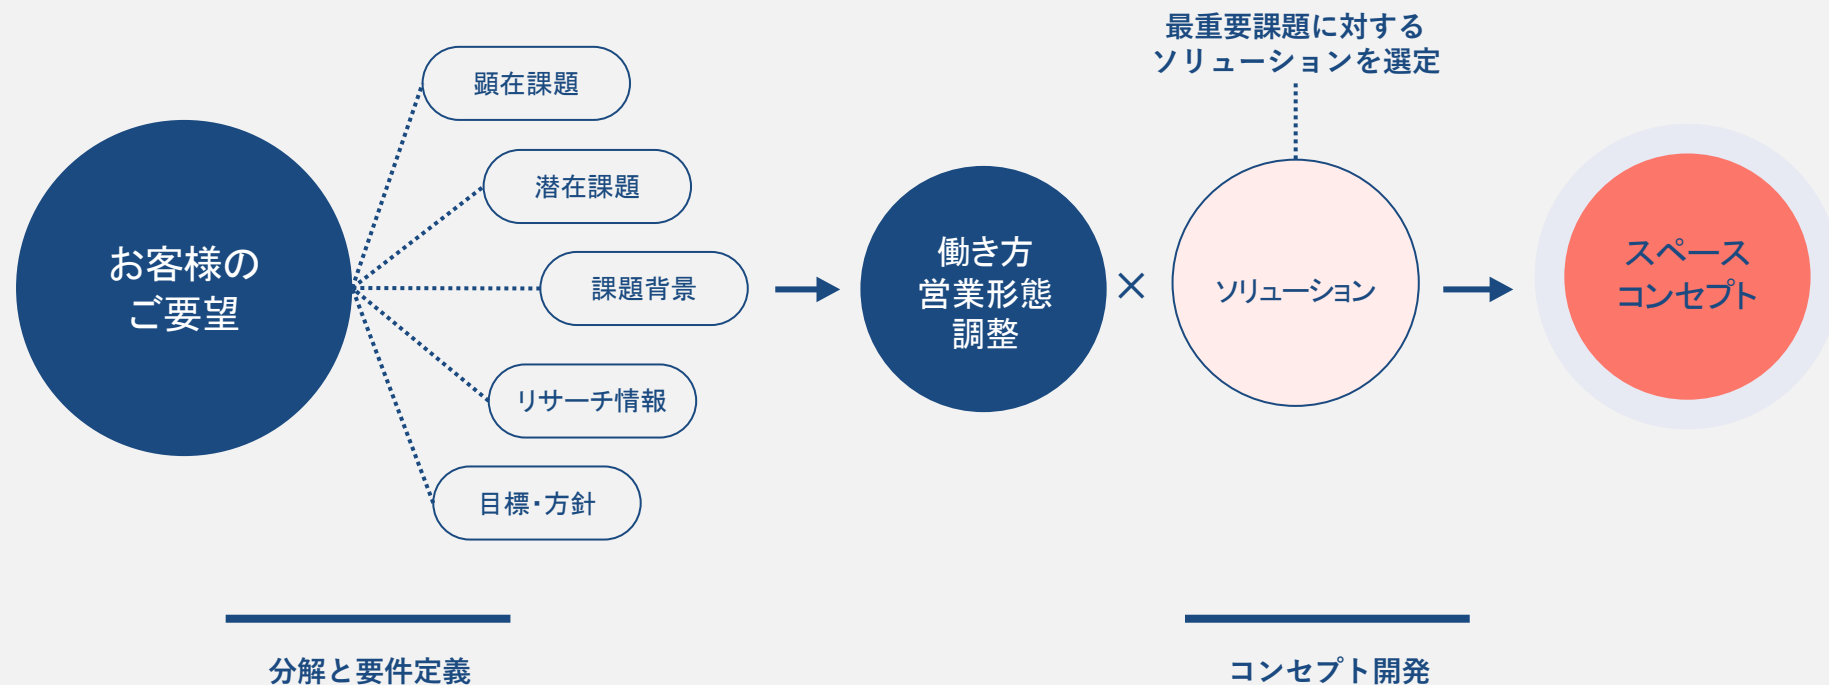 お客様の
ご要望
顕在課題
潜在課題
課題背景
リサーチ情報
目標・方針
分解と要件定義
働き方
営業形態
調整
×
最重要課題に対する
ソリューションを選定
ソリューション
スペース
コンセプト
コンセプト開発